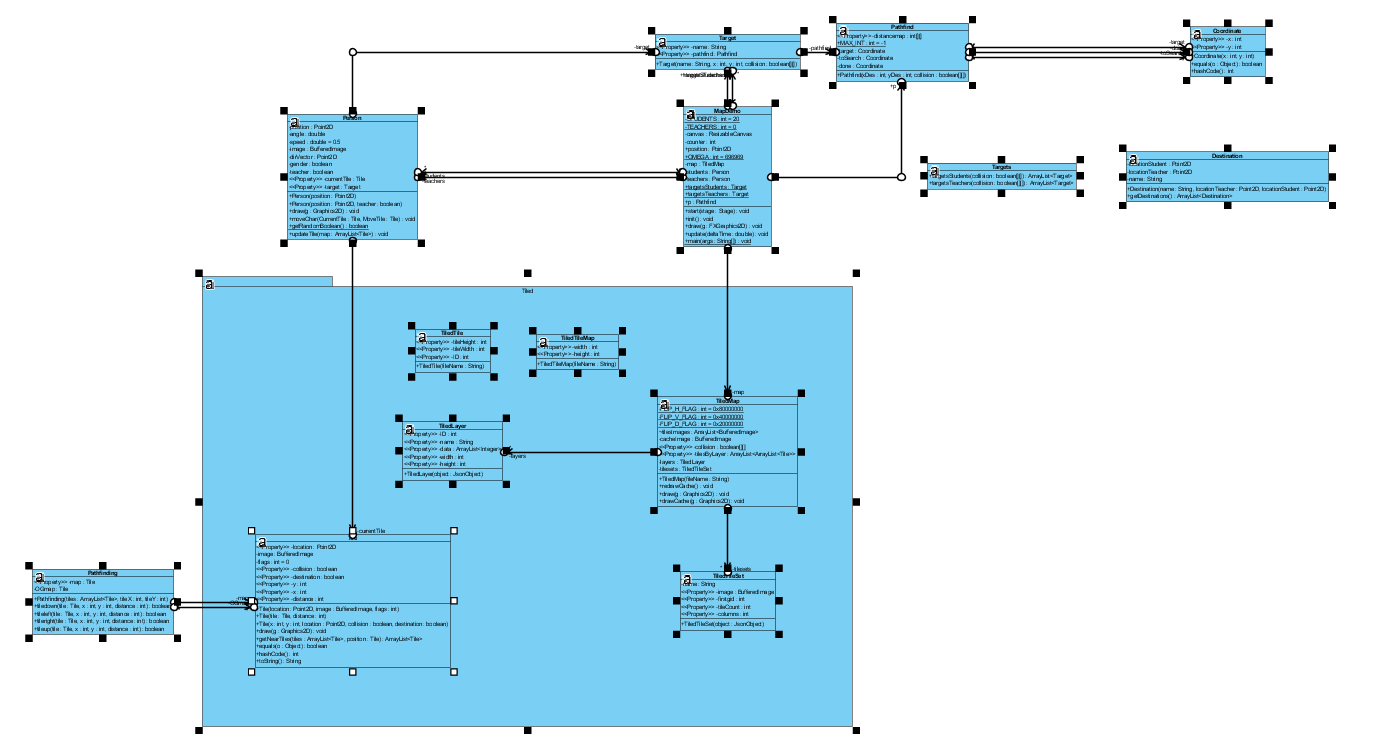 Target
<<Property>> -name : String
<<Property>> -pathfind : Pathfind
+Target(name : String, x : int, y : int, collision : boolean[][])
-target
-pathfind
Pathfind
<<Property>> -distancemap : int[][]
+MAX_INT : int = -1
-target : Coordinate
-toSearch : Coordinate
-done : Coordinate
+Pathfind(xDes : int, yDes : int, collision : boolean[][])
+p
-target
Coordinate
<<Property>> -x : int
<<Property>> -y : int
+Coordinate(x : int, y : int)
+equals(o : Object) : boolean
+hashCode() : int
Person
-position : Point2D
-angle : double
-speed : double = 0.5
-image : BufferedImage
-dirVector : Point2D
-gender : boolean
-teacher : boolean
<<Property>> -currentTile : Tile
<<Property>> -target : Target
+Person(position : Point2D)
+Person(position : Point2D, teacher : boolean)
+draw(g : Graphics2D) : void
+moveChar(CurrentTile : Tile, MoveTile : Tile) : void
+getRandomBoolean() : boolean
+updateTile(map : ArrayList<Tile>) : void
-students
-teachers
MapDemo
-STUDENTS : int = 20
-TEACHERS : int = 0
-canvas : ResizableCanvas
-counter : int
+position : Point2D
+OMEGA : int = 696969
-map : TiledMap
-students : Person
-teachers : Person
+targetsStudents : Target
+targetsTeachers : Target
+p : Pathfind
+start(stage : Stage) : void
+init() : void
+draw(g : FXGraphics2D) : void
+update(deltaTime : double) : void
+main(args : String[]) : void
Targets
+targetsStudents(collision : boolean[][]) : ArrayList<Target>
+targetsTeachers(collision : boolean[][]) : ArrayList<Target>
Destination
-locationStudent : Point2D
-locationTeacher : Point2D
-name : String
+Destination(name : String, locationTeacher : Point2D, locationStudent : Point2D)
+getDestinations() : ArrayList<Destination>
Tiled
TiledTile
<<Property>> -tileHeight : int
<<Property>> -tileWidth : int
<<Property>> -ID : int
+TiledTile(fileName : String)
TiledTileMap
<<Property>> -width : int
<<Property>> -height : int
+TiledTileMap(fileName : String)
-map
TiledMap
-FLIP_H_FLAG : int = 0x80000000
-FLIP_V_FLAG : int = 0x40000000
-FLIP_D_FLAG : int = 0x20000000
-tilesImages : ArrayList<BufferedImage>
-cacheImage : BufferedImage
<<Property>> -collision : boolean[][]
<<Property>> -tilesByLayer : ArrayList<ArrayList<Tile>>
-layers : TiledLayer
-tilesets : TiledTileSet
+TiledMap(fileName : String)
+redrawCache() : void
+draw(g : Graphics2D) : void
+drawCache(g : Graphics2D) : void
TiledLayer
<<Property>> -ID : int
<<Property>> -name : String
<<Property>> -data : ArrayList<Integer>
<<Property>> -width : int
<<Property>> -height : int
+TiledLayer(object : JsonObject)
-layers
-currentTile
<<Property>> -location : Point2D
-image : BufferedImage
-flags : int = 0
<<Property>> -collision : boolean
<<Property>> -destination : boolean
<<Property>> -y : int
<<Property>> -x : int
<<Property>> -distance : int
+Tile(location : Point2D, image : BufferedImage, flags : int)
+Tile(tile : Tile, distance : int)
+Tile(x : int, y : int, location : Point2D, collision : boolean, destination : boolean)
+draw(g : Graphics2D) : void
+getNearTiles(tiles : ArrayList<Tile>, position : Tile) : ArrayList<Tile>
+equals(o : Object) : boolean
+hashCode() : int
+toString() : String
-tilesets
TiledTileSet
-name : String
<<Property>> -image : BufferedImage
<<Property>> -firstgid : int
<<Property>> -tileCount : int
<<Property>> -columns : int
+TiledTileSet(object : JsonObject)
Pathfinding
<<Property>> -map : Tile
-OGmap : Tile
+Pathfinding(tiles : ArrayList<Tile>, tileX : int, tileY : int)
+tiledown(tile : Tile, x : int, y : int, distance : int) : boolean
+tileleft(tile : Tile, x : int, y : int, distance : int) : boolean
+tileright(tile : Tile, x : int, y : int, distance : int) : boolean
+tileup(tile : Tile, x : int, y : int, distance : int) : boolean